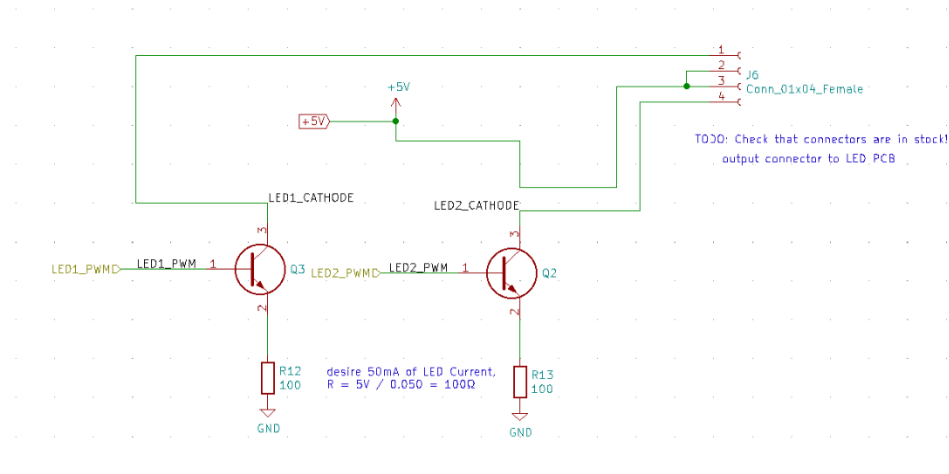 1
2
3
4
J6
Conn_01x04_Female
+5V
+5V
TODO: Check that connectors are in stock!
output connector to LED PCB
LED1_CATHODE
LED2_CATHODE
3
3
LED1_PWM
LED1_PWM
1
Q3
LED2_PWM
LED2_PWM
1
Q2
2
2
R12
100
desire 50mA of LED Current,
R = 5V / 0.050 = 100Ω
R13
100
GND
GND